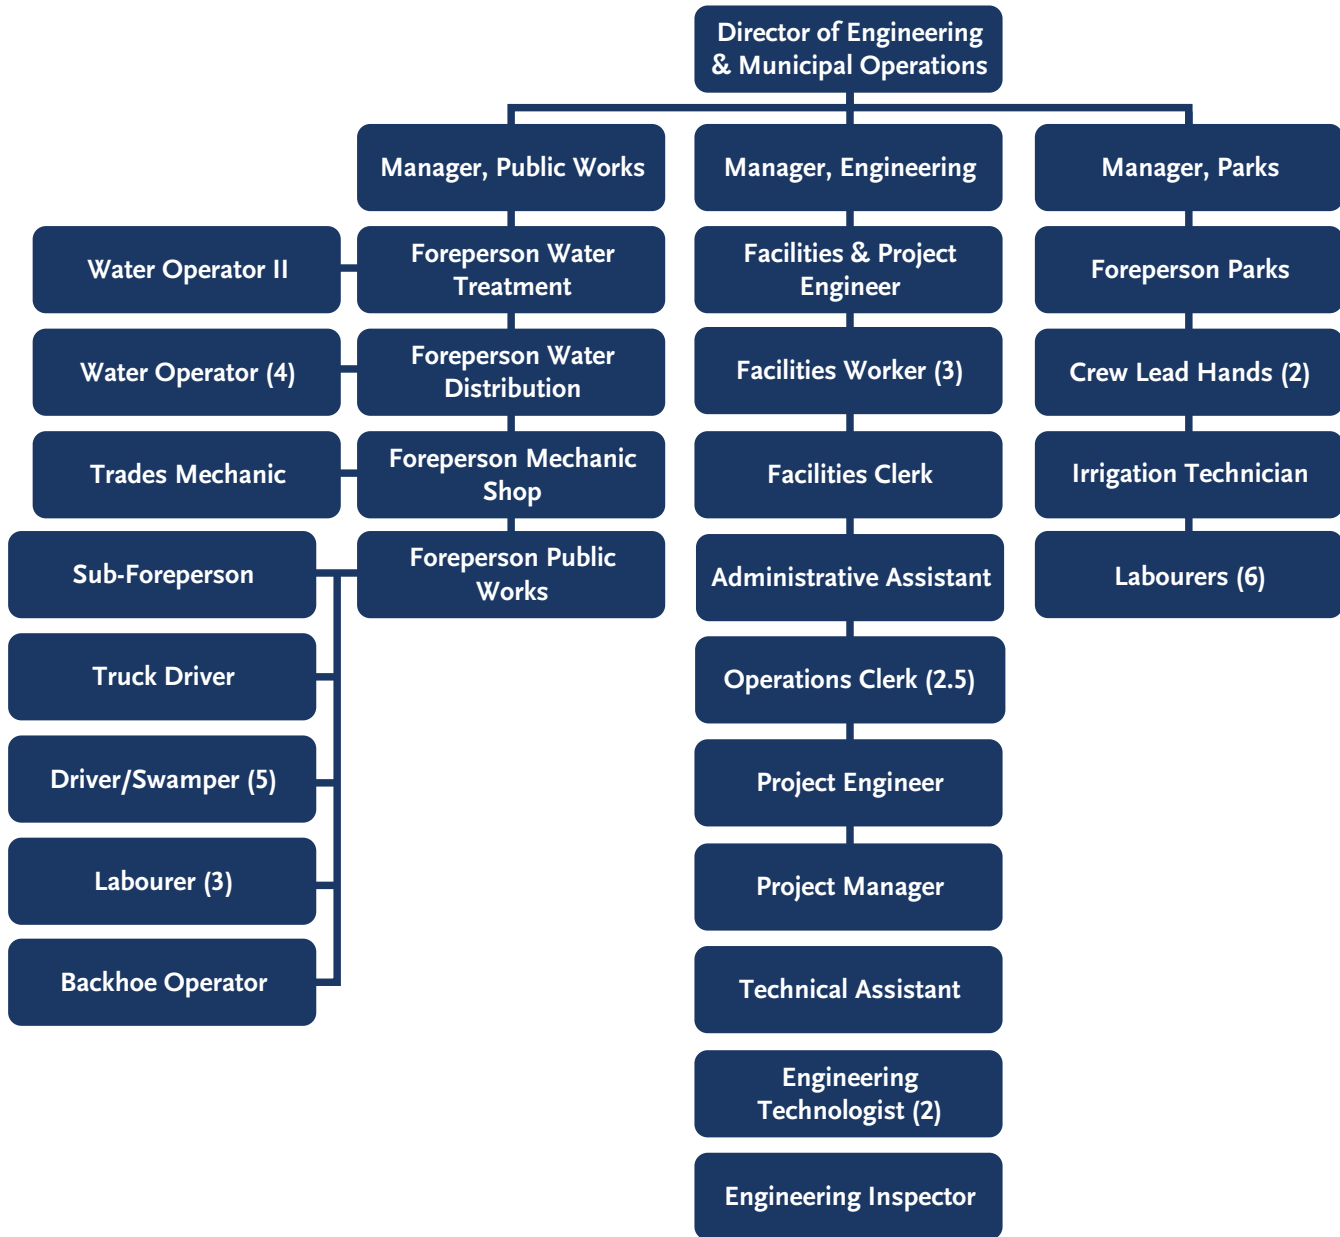 Director of Engineering
& Municipal Operations
Manager, Public Works
Manager, Engineering
Manager, Parks
Water Operator II
Foreperson Water
Treatment
Facilities & Project
Engineer
Foreperson Parks
Water Operator (4)
Foreperson Water
Distribution
Facilities Worker (3)
Crew Lead Hands (2)
Trades Mechanic
Foreperson Mechanic
Shop
Facilities Clerk
Irrigation Technician
Sub-Foreperson
Foreperson Public
Works
Administrative Assistant
Labourers (6)
Truck Driver
Operations Clerk (2.5)
Driver/Swamper (5)
Project Engineer
Labourer (3)
Project Manager
Backhoe Operator
Technical Assistant
Engineering
Technologist (2)
Engineering Inspector